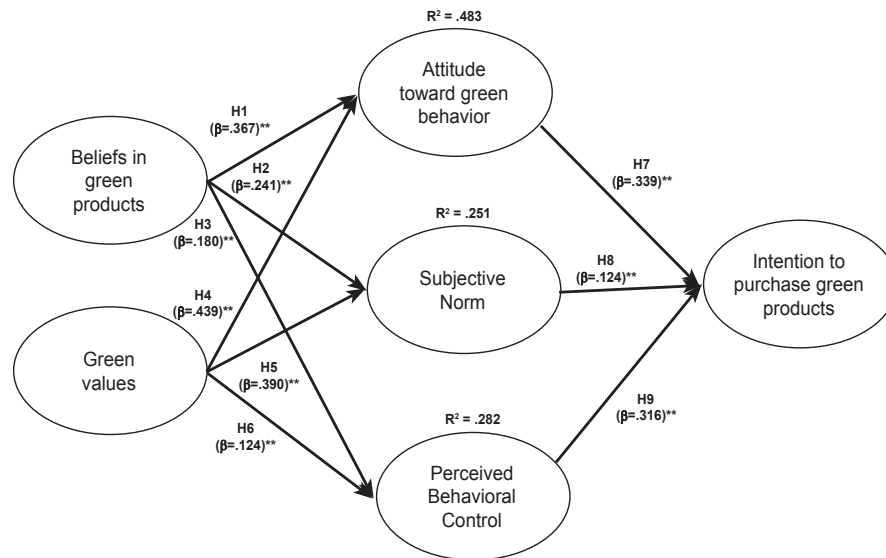 R² = .483
Attitude
toward green
behavior
H1
(β=.367)**
Beliefs in
green
products
H2
(β=.241)**
H3
(β=.180)**
H7
(β=.339)**
R² = .251
Subjective
Norm
H8
(β=.124)**
Intention to
purchase green
products
H4
(β=.439)**
Green
values
H5
(β=.390)**
H6
(β=.124)**
H9
(β=.316)**
R² = .282
Perceived
Behavioral
Control